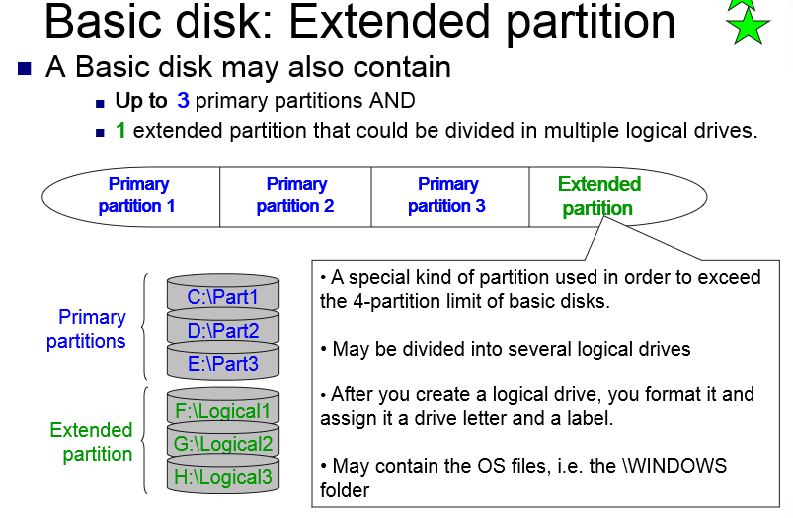 Basic disk: Extended partition
A Basic disk may also contain
Up to 3 primary partitions AND
1 extended partition that could be divided in multiple logical drives.
Primary
partition 1
Primary
partition 2
Primary
partition 3
Extended
partition
Primary
partitions
C:\Part1
D:\Part2
E:\Part3
Extended
partition
F:\Logical1
G:\Logical2
H:\Logical3
• A special kind of partition used in order to exceed
the 4-partition limit of basic disks.
• May be divided into several logical drives
• After you create a logical drive, you format it and
assign it a drive letter and a label.
• May contain the OS files, i.e. the \WINDOWS
folder